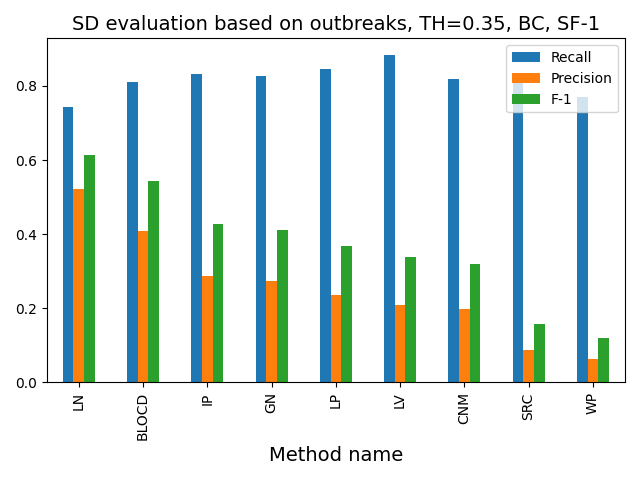 SD evaluation based on outbreaks, TH=0.35, BC, SF-1
Recall
Precision
F-1
0.8
0.6
0.4
0.2
0.0
LN
BLOCD
IP
GN
LP
LV
CNM
SRC
WP
Method name